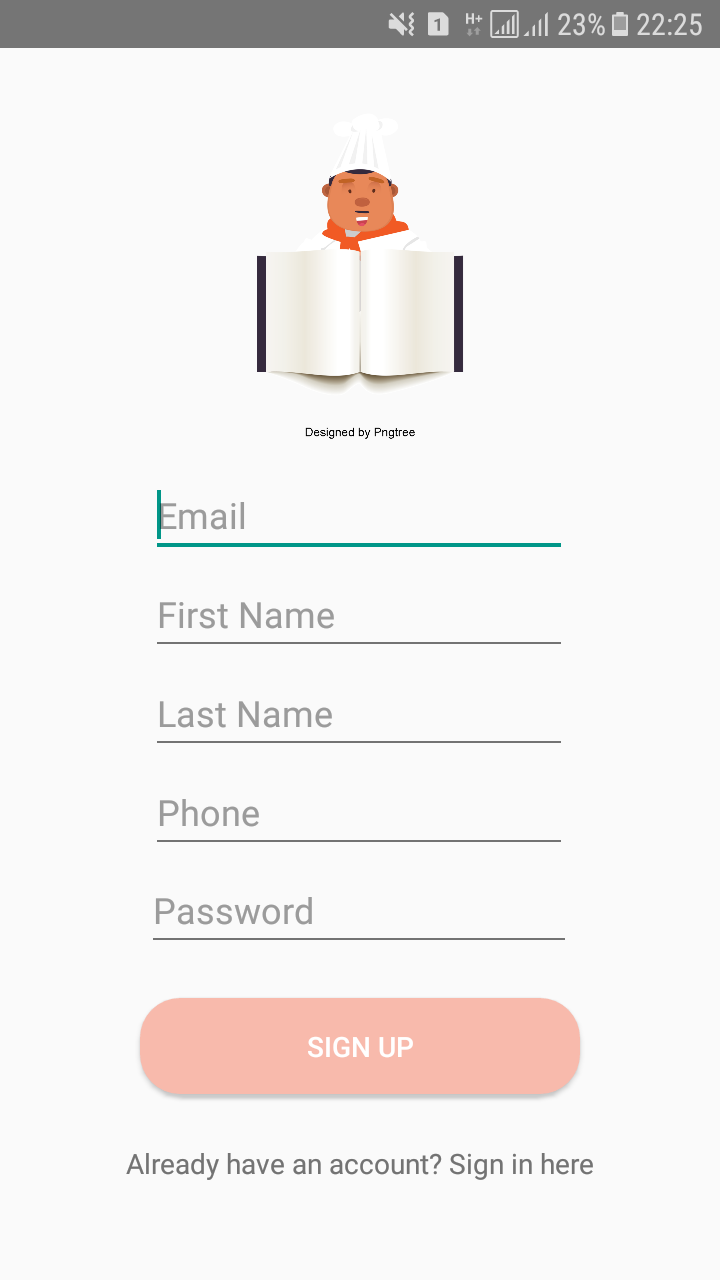 1 H+ 23% 22:25
Designed by Pngtree
Email
First Name
Last Name
Phone
Password
SIGN UP
Already have an account? Sign in here